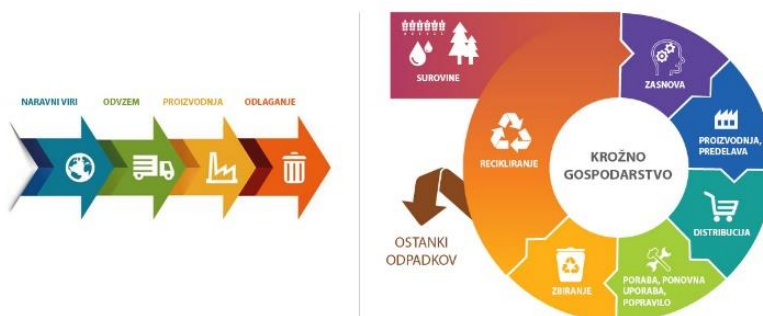 NARAVNI VIRI
ODVZEM
PROIZVODNJA
ODLAGANJE
SUROVINE
ZASNOVA
PROIZVODNJA,
PREDELAVA
DISTRIBUCIJA
PORABA, PONOVNA
UPORABA,
POPRAVILO
ZBIRANJE
RECIKLIRANJE
KROŽNO
GOSPODARSTVO
OSTANKI
ODPADKOV